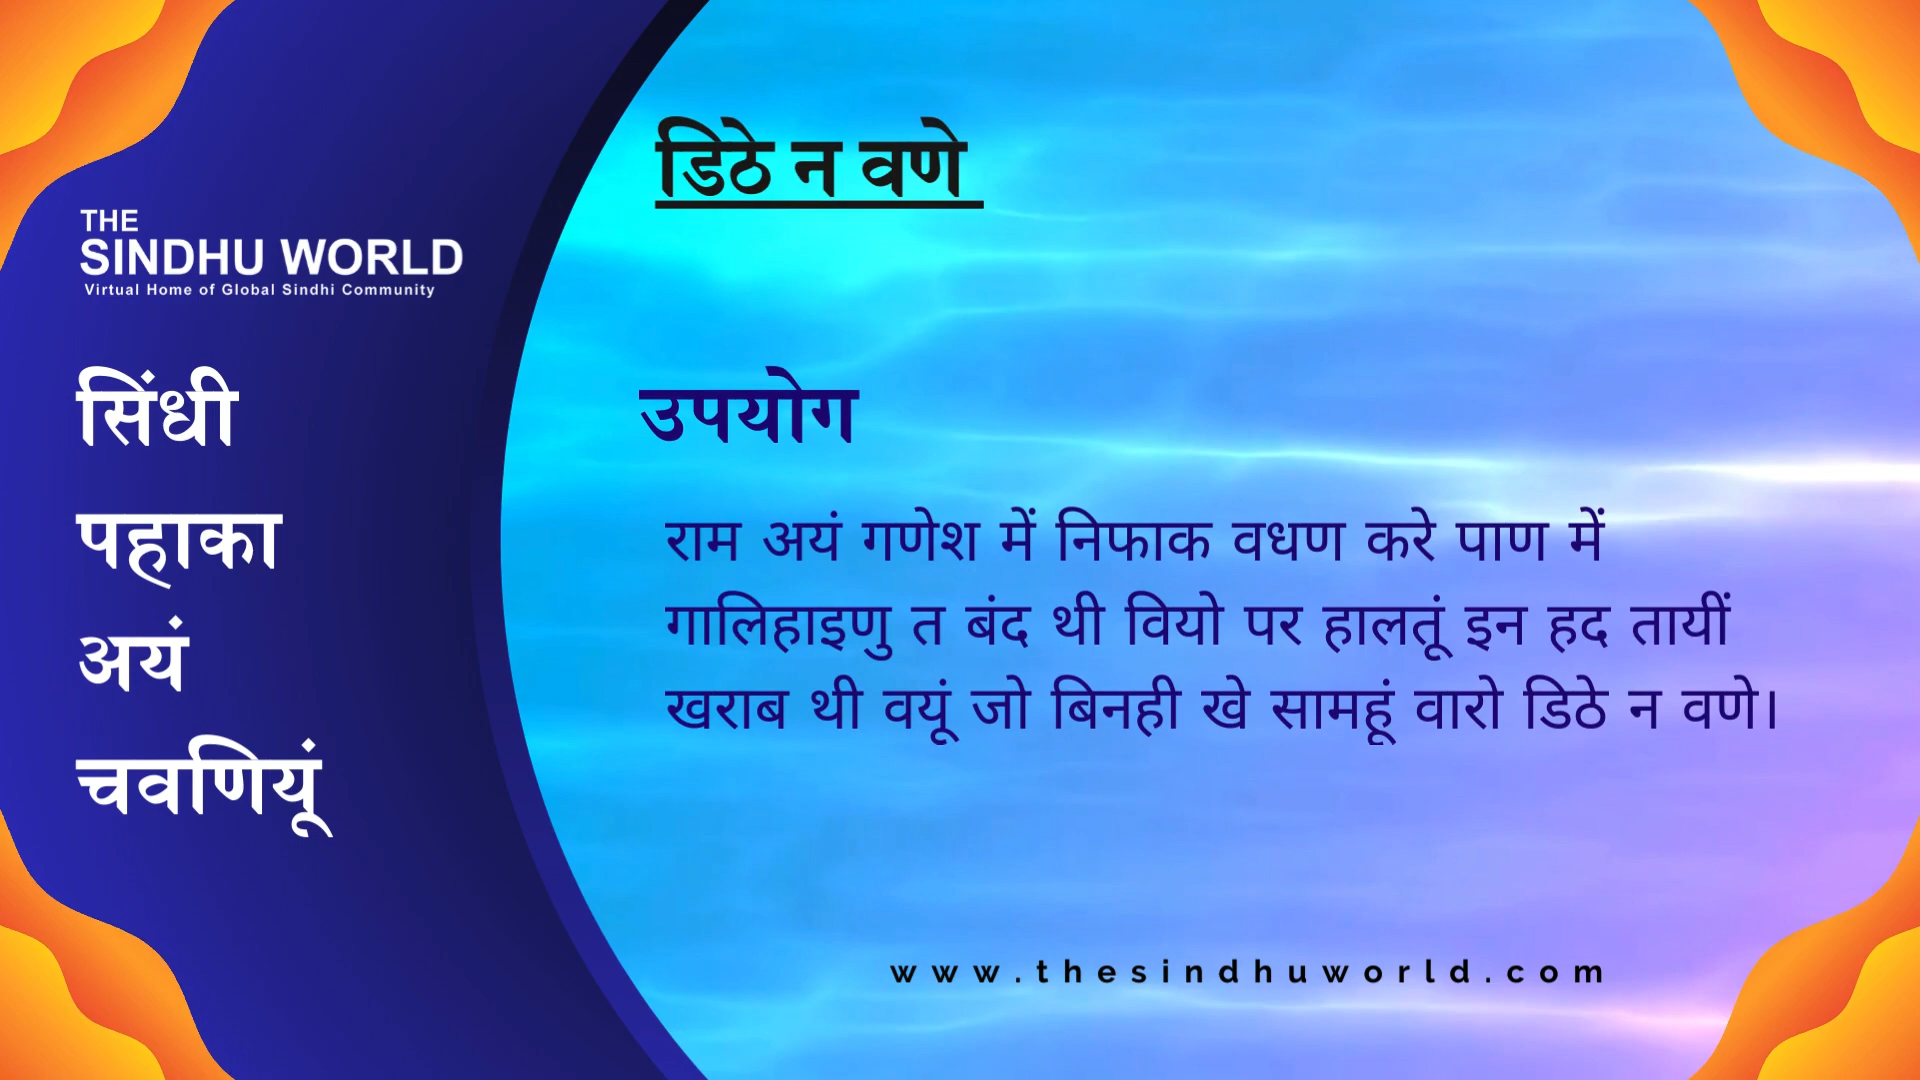 THE
SINDHU WORLD
Virtual Home of Global Sindhi Community
सिंधी
पहाका
अयं
चवणियूं
डिठे न वणे
उपयोग
राम अयं गणेश में निफाक वधण करे पाण में
गालिहाइणु त बंद थी वियो पर हालतूं इन हद तायीं
खराब थी वयूं जो बिनही खे सामहूं वारो डिठे न वणे।
www.thesindhuworld.com